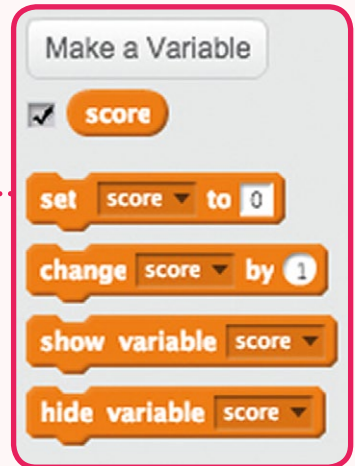 Make a Variable
score
set score to 0
change score by 1
show variable score
hide variable score